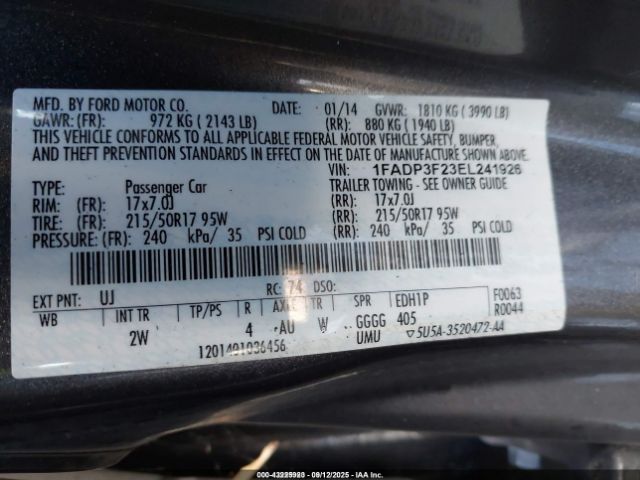 MFD. BY FORD MOTOR CO. DATE: 01/14 GVWR: 1810 KG ( 3990 LB)
GAWR: (FR) 972 KG ( 2143 LB) (RR): 880 KG ( 1940 LB)
THIS VEHICLE CONFORMS TO ALL APPLICABLE FEDERAL MOTOR VEHICLE SAFETY, BUMPER,
AND THEFT PREVENTION STANDARDS IN EFFECT ON THE DATE OF MANUFACTURE SHOWN ABOVE.
VIN: 1FADP3F23EL241926
TYPE: Passenger Car TRAILER TOWING - SEE OWNER GUIDE
RIM: (FR) 17x7.0J (RR): 17x7.0J
TIRE: (FR) 215/50R17 95W (RR): 215/50R17 95W
PRESSURE: (FR) 240 kPa/ 35 PSI COLD (RR) 240 kPa/ 35 PSI COLD
RC: 74 DSO:
EXT PNT: UJ EDH1P F0063
WB INT TR TP/PS R AXLE TR SPR R0044
2W 4 AU W GGGG 405
UMU 5U5A-3520472-AA
1201401036456
000-43225923 - 09/12/2025 - COPYRIGHT IAA, INC.